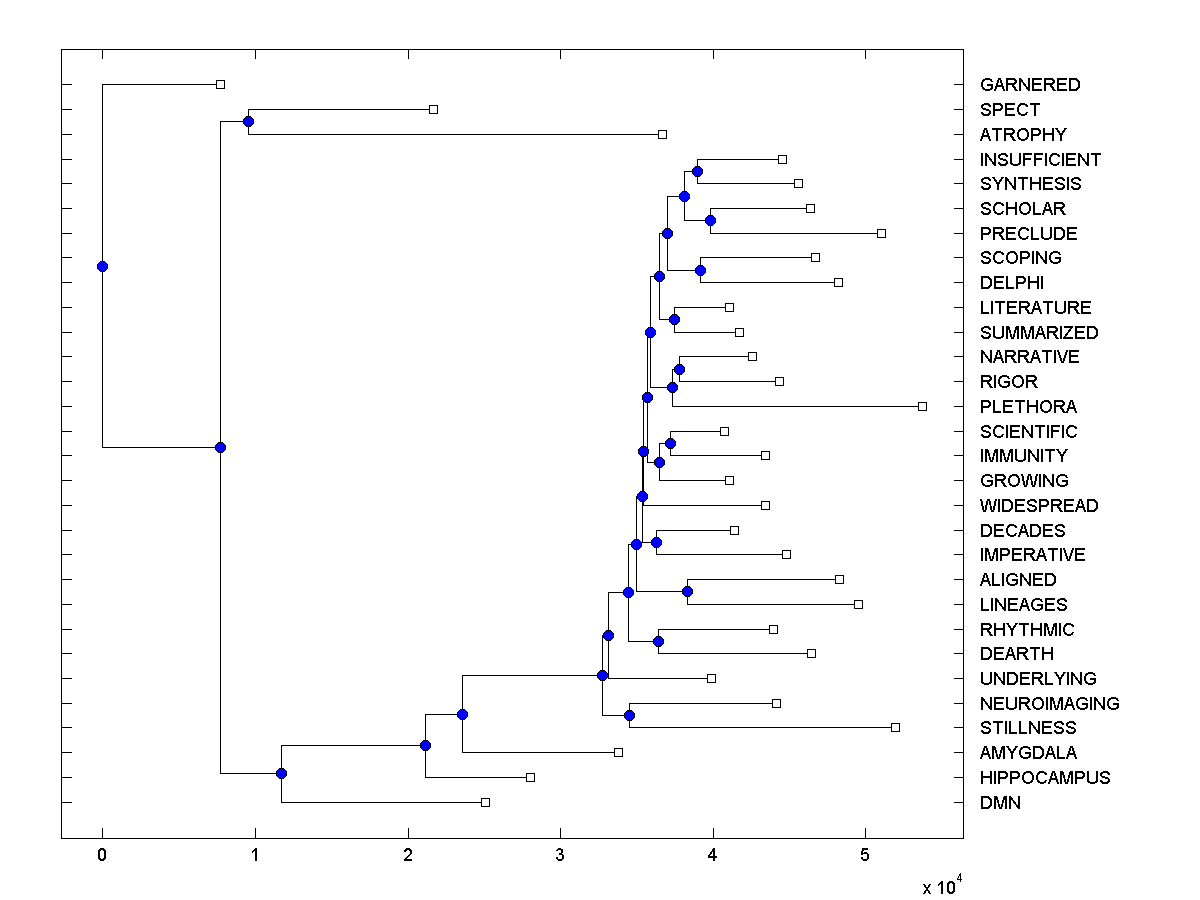 GARNERED
SPECT
ATROPHY
INSUFFICIENT
SYNTHESIS
SCHOLAR
PRECLUDE
SCOPING
DELPHI
LITERATURE
SUMMARIZED
NARRATIVE
RIGOR
PLETHORA
SCIENTIFIC
IMMUNITY
GROWING
WIDESPREAD
DECADES
IMPERATIVE
ALIGNED
LINEAGES
RHYTHMIC
DEARTH
UNDERLYING
NEUROIMAGING
STILLNESS
AMYGDALA
HIPPOCAMPUS
DMN
0 1 2 3 4 5
x 10^4